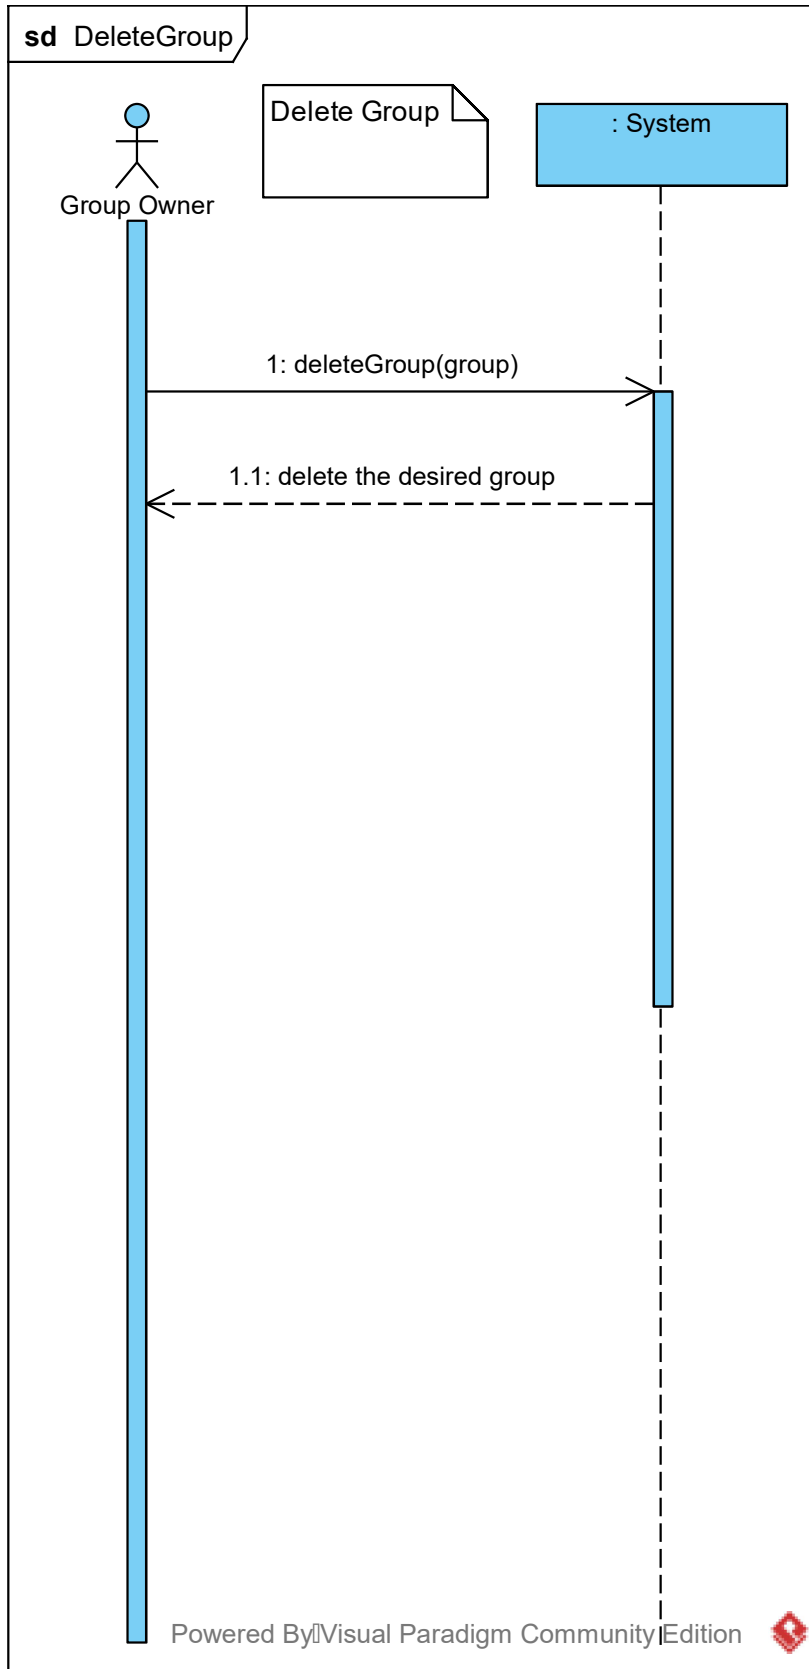 sd DeleteGroup
Delete Group
: System
Group Owner
1: deleteGroup(group)
1.1: delete the desired group
Powered By Visual Paradigm Community Edition